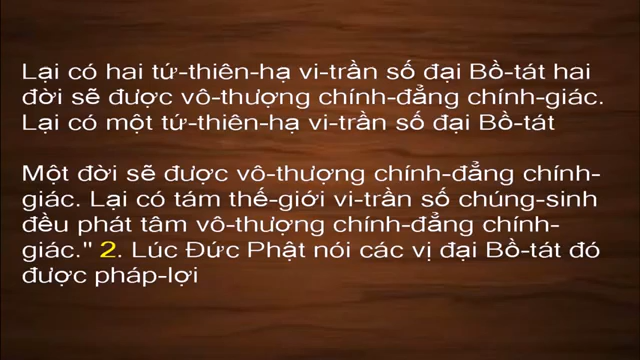 Lại có hai tứ-thiên-hạ vi-trần số đại Bồ-tát hai
đời sẽ được vô-thượng chính-đẳng chính-giác.
Lại có một tứ-thiên-hạ vi-trần số đại Bồ-tát
Một đời sẽ được vô-thượng chính-đẳng chính-
giác. Lại có tám thế-giới vi-trần số chúng-sinh
đều phát tâm vô-thượng chính-đẳng chính-
giác." 2. Lúc Đức Phật nói các vị đại Bồ-tát đó
được pháp-lợi